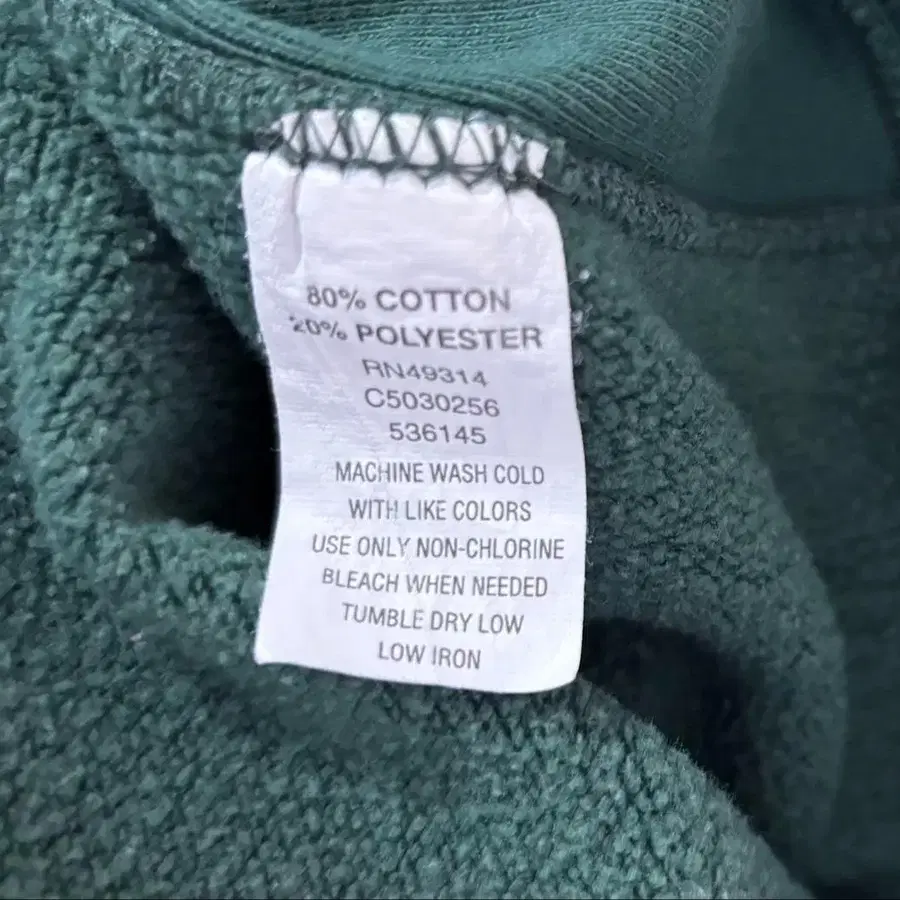 80% COTTON
20% POLYESTER
RN49314
C5030256
536145
MACHINE WASH COLD
WITH LIKE COLORS
USE ONLY NON-CHLORINE
BLEACH WHEN NEEDED
TUMBLE DRY LOW
LOW IRON